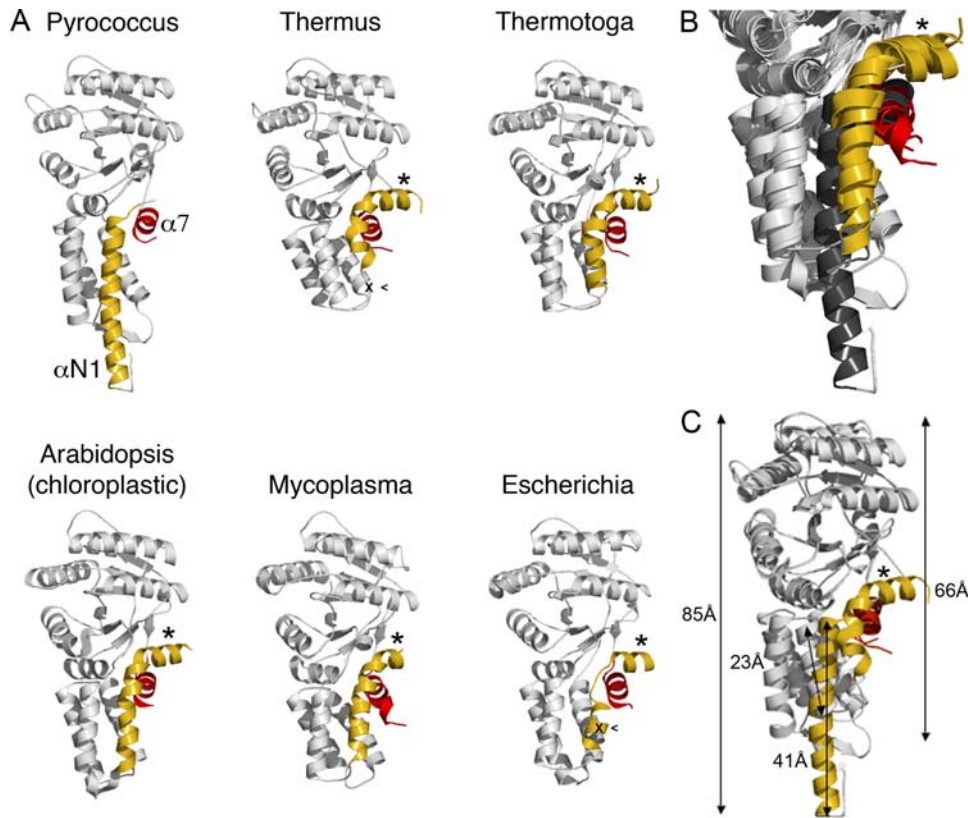 A
Pyrococcus
Thermus
Thermotoga
*
*
α7
x <
αN1
Arabidopsis
(chloroplastic)
Mycoplasma
Escherichia
*
*
*
x <
B
*
C
*
85Å
66Å
23Å
41Å